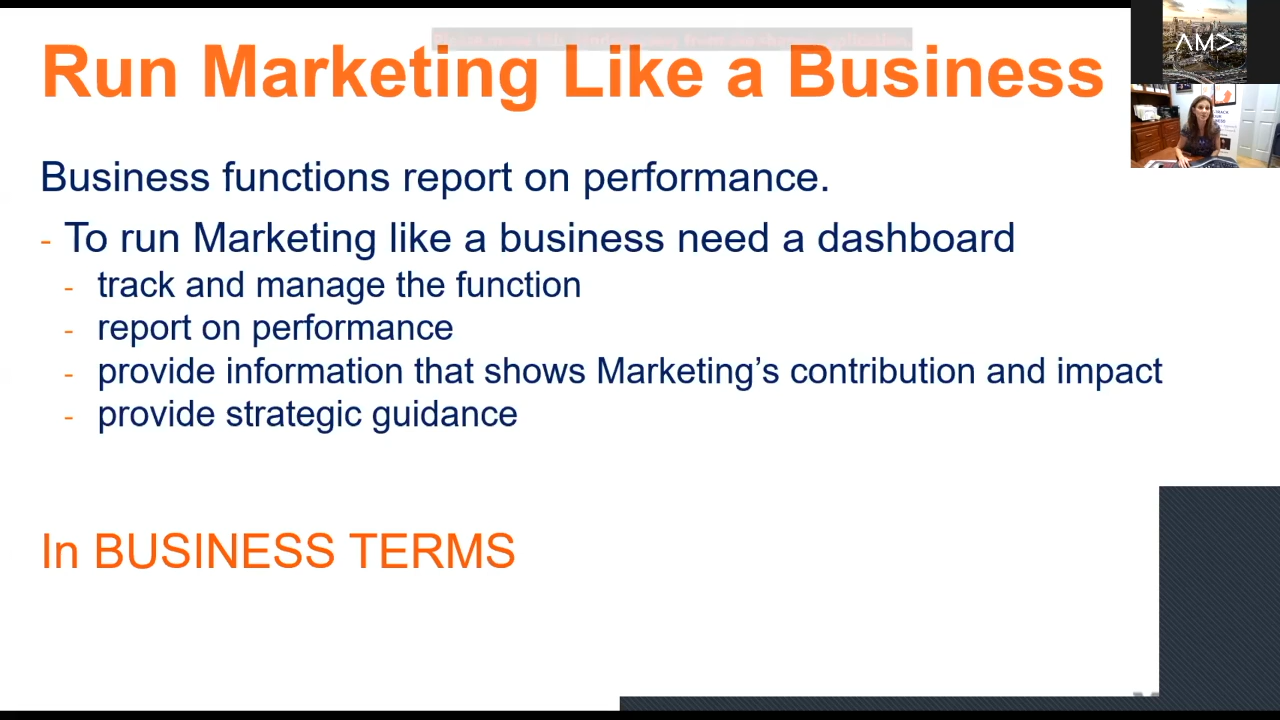 Run Marketing Like a Business
Business functions report on performance.
- To run Marketing like a business need a dashboard
- track and manage the function
- report on performance
- provide information that shows Marketing’s contribution and impact
- provide strategic guidance
In BUSINESS TERMS